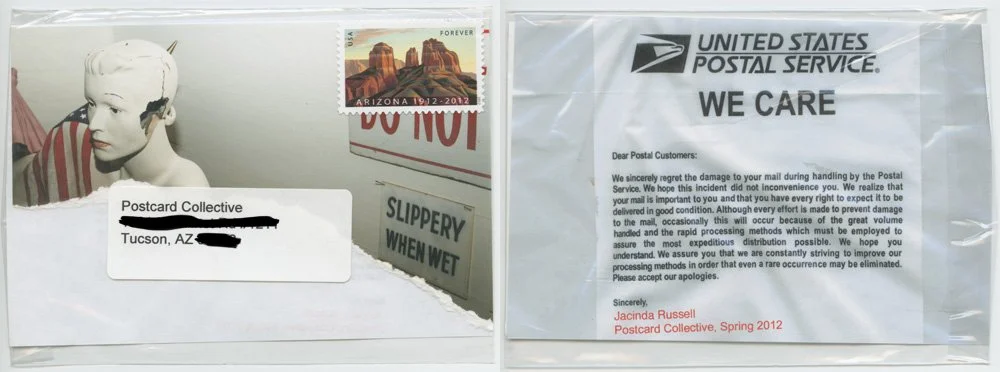 USA
FOREVER
ARIZONA 1912-2012
DO NOT
SLIPPERY
WHEN WET
Postcard Collective
Tucson, AZ
UNITED STATES
POSTAL SERVICE®
WE CARE
Dear Postal Customers:
We sincerely regret the damage to your mail during handling by the Postal
Service. We hope this incident did not inconvenience you. We realize that
your mail is important to you and that you have every right to expect it to be
delivered in good condition. Although every effort is made to prevent damage
to the mail, occasionally this will occur because of the great volume
handled and the rapid processing methods which must be employed to
assure the most expeditious distribution possible. We hope you
understand. We assure you that we are constantly striving to improve our
processing methods in order that even a rare occurrence may be eliminated.
Please accept our apologies.
Sincerely,
Jacinda Russell
Postcard Collective, Spring 2012